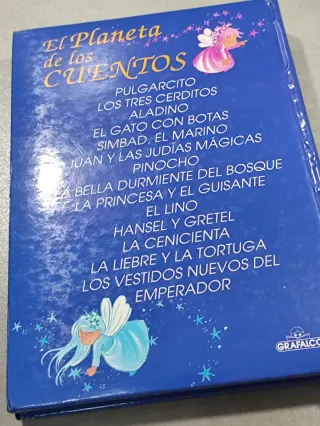 El Planeta
de los
CUENTOS
PULGARCITO
LOS TRES CERDITOS
ALADINO
EL GATO CON BOTAS
SIMBAD, EL MARINO
JUAN Y LAS JUDÍAS MÁGICAS
PINOCHO
LA BELLA DURMIENTE DEL BOSQUE
LA PRINCESA Y EL GUISANTE
EL LINO
HANSEL Y GRETEL
LA CENICIENTA
LA LIEBRE Y LA TORTUGA
LOS VESTIDOS NUEVOS DEL
EMPERADOR
GRAFALCO